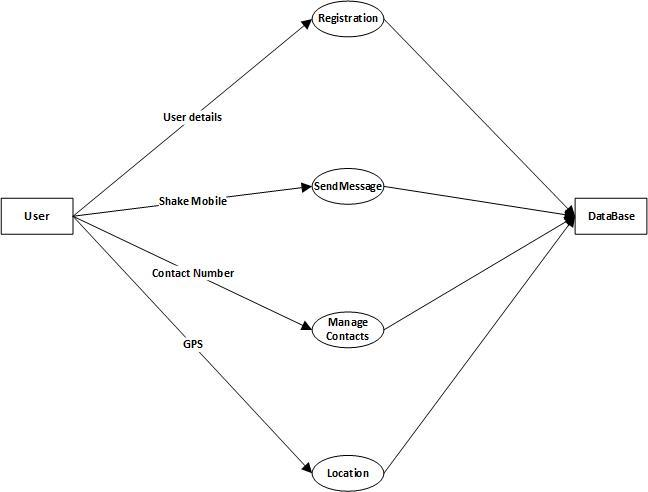 Registration
User details
SendMessage
Shake Mobile
User
DataBase
Contact Number
Manage
Contacts
GPS
Location